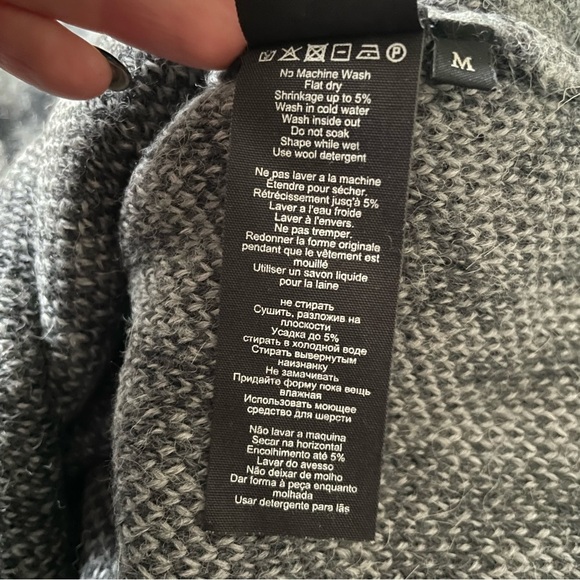 M
No Machine Wash
Flat dry
Shrinkage up to 5%
Wash in cold water
Wash inside out
Do not soak
Shape while wet
Use wool detergent
Ne pas laver a la machine
Étendre pour sécher.
Rétrécissement jusqu'à 5%
Laver a l'eau froide
Laver à l'envers.
Ne pas tremper.
Redonner la forme originale
pendant que le vêtement est
mouillé
Utiliser un savon liquide
pour la laine
не стирать
Сушить, разложив на
плоскости
Усадка до 5%
стирать в холодной воде
Стирать вывернутым
наизнанку
Не замачивать
Придайте форму пока вещь
влажная
Использовать моющее
средство для шерсти
Não lavar a maquina
Secar na horizontal
Encolhimento até 5%
Lavar do avesso
Não deixar de molho
Dar forma à peça enquanto
molhada
Usar detergente para lãs